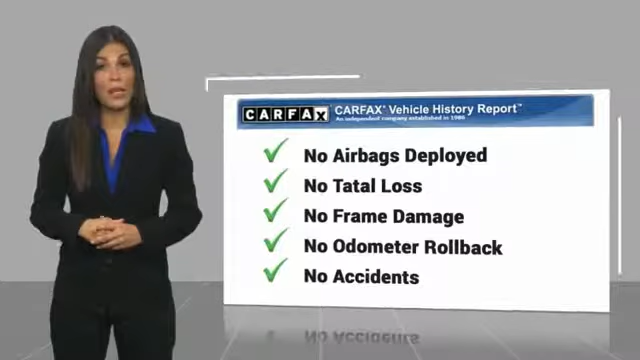 CARFAX CARFAX® Vehicle History Report™
An independent company established in 1986
No Airbags Deployed
No Tatal Loss
No Frame Damage
No Odometer Rollback
No Accidents